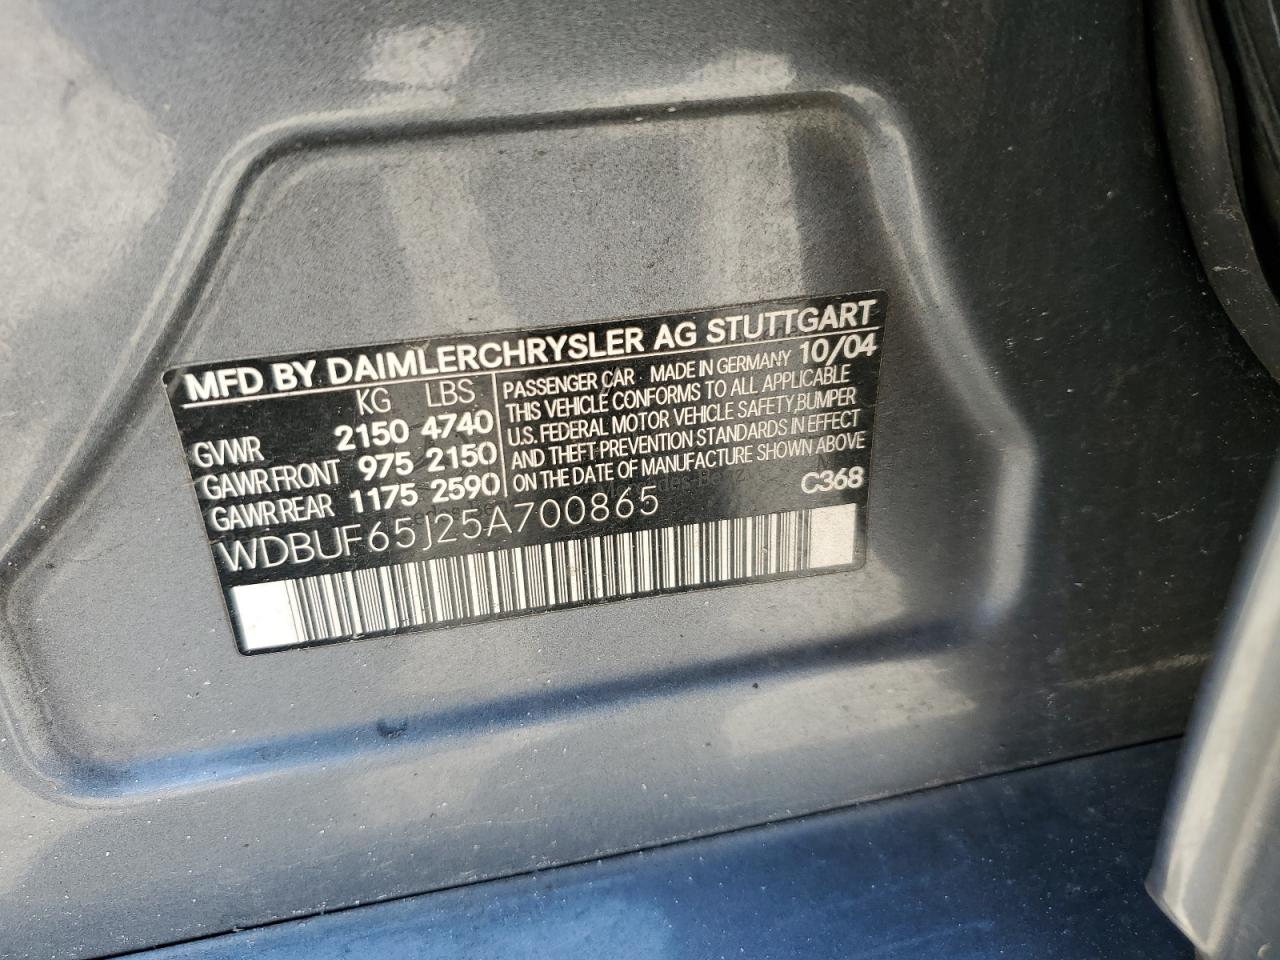 MFD BY DAIMLERCHRYSLER AG STUTTGART
KG LBS
GVWR 2150 4740
GAWR FRONT 975 2150
GAWR REAR 1175 2590
PASSENGER CAR MADE IN GERMANY 10/04
THIS VEHICLE CONFORMS TO ALL APPLICABLE
U.S. FEDERAL MOTOR VEHICLE SAFETY,BUMPER
AND THEFT PREVENTION STANDARDS IN EFFECT
ON THE DATE OF MANUFACTURE SHOWN ABOVE
C368
WDBUF65J25A700865